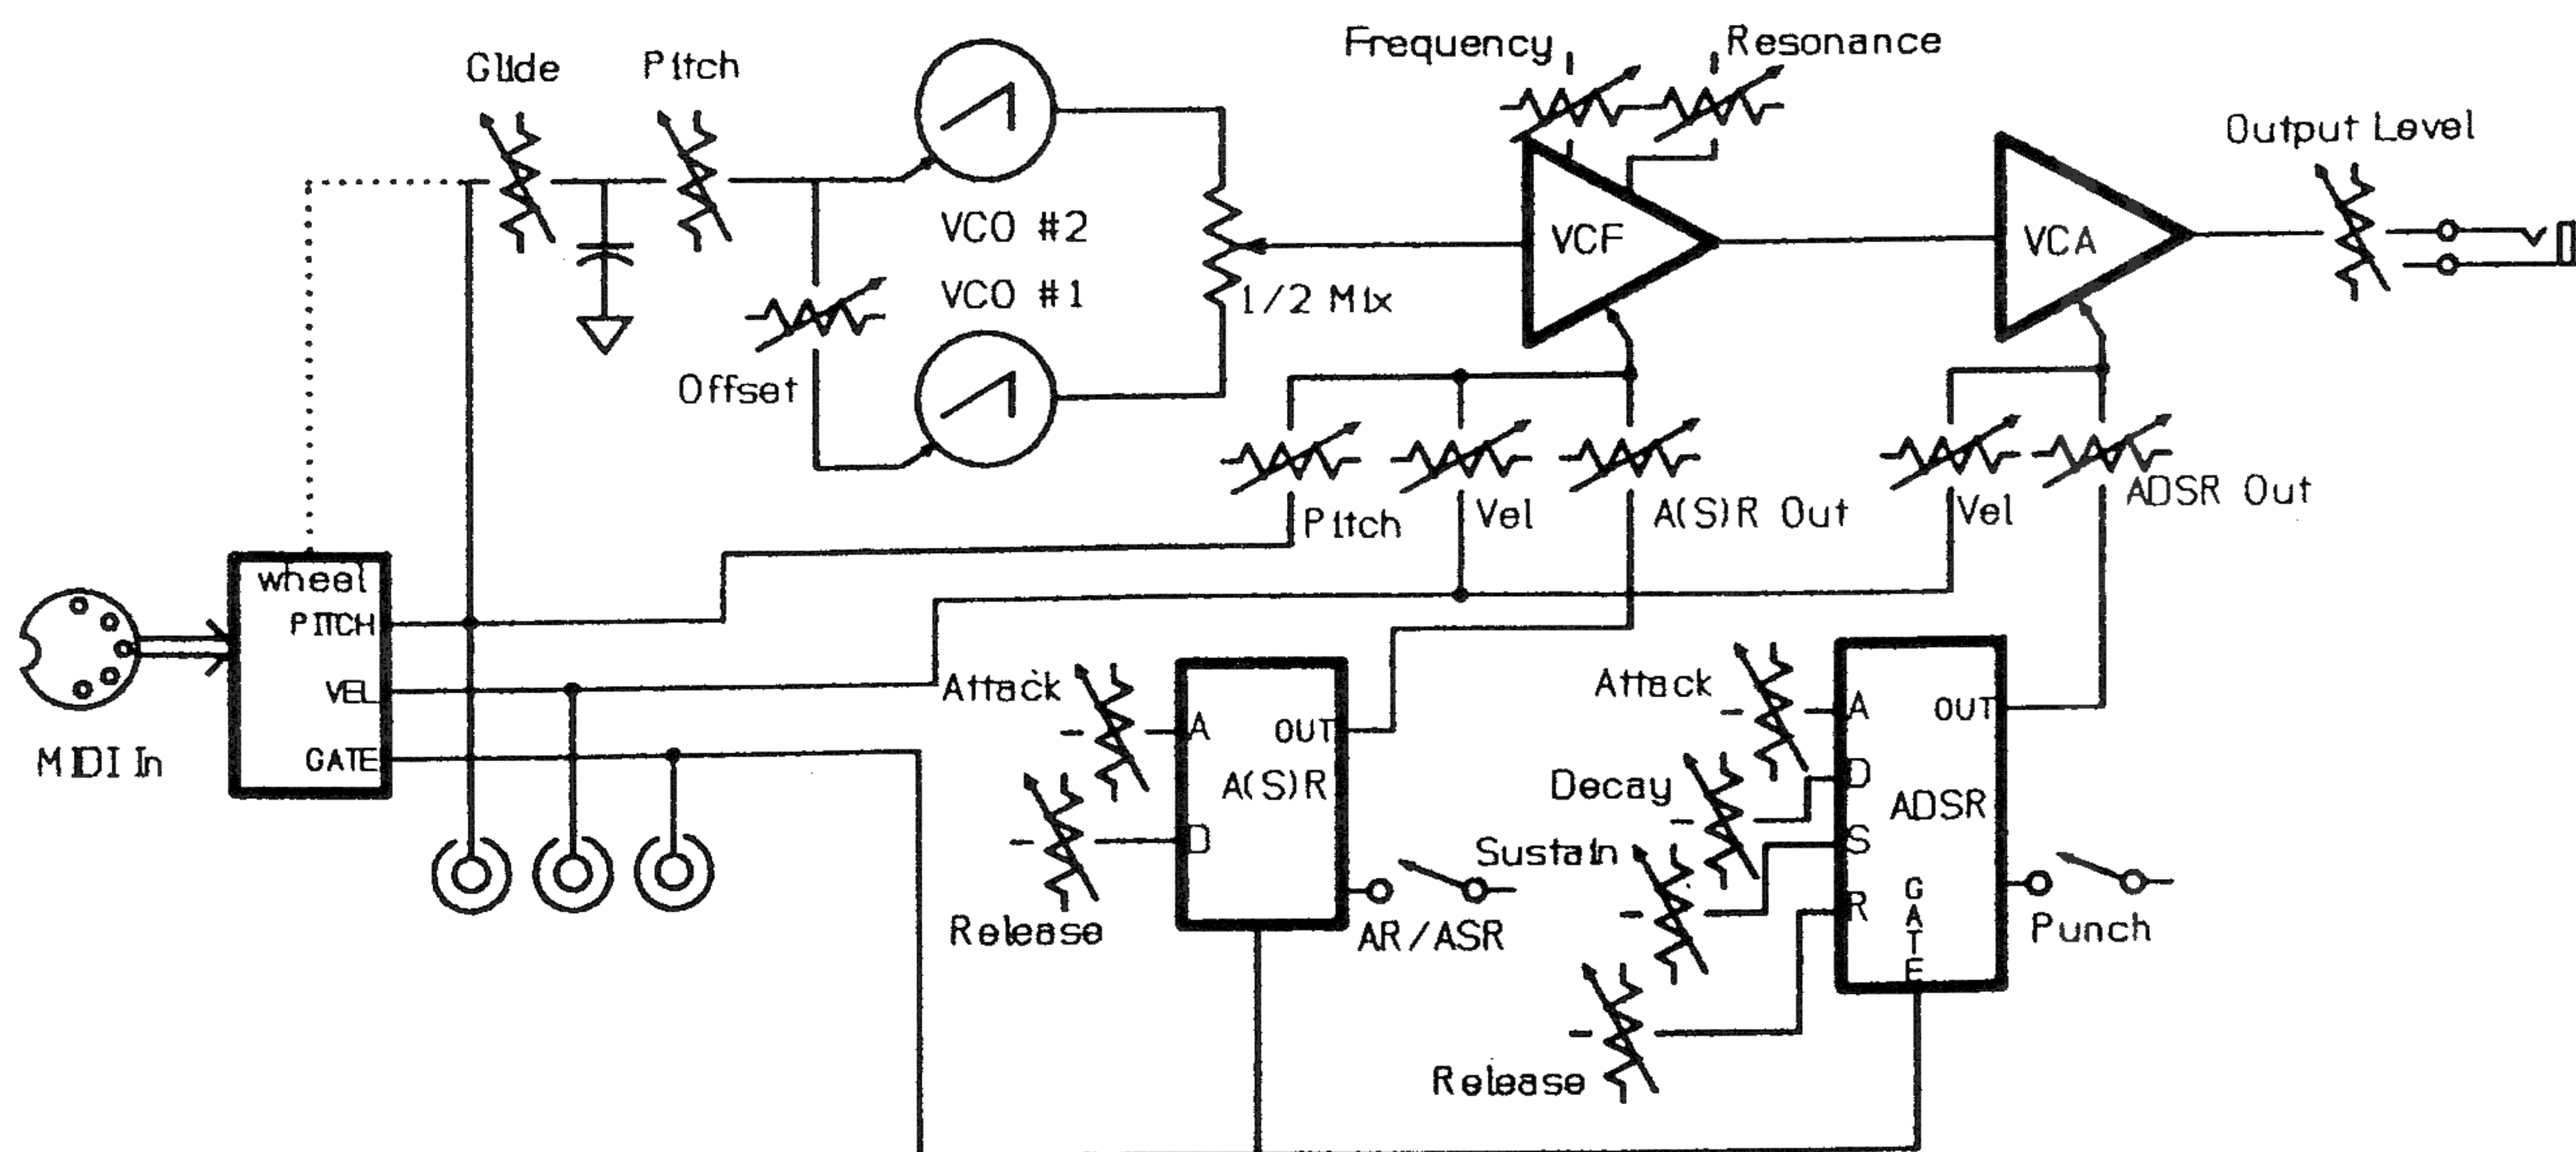 Glide
Pitch
Frequency
Resonance
Output Level
VCO #2
VCO #1
1/2 Mix
VCF
VCA
Offset
Pitch
Vel
A(S)R Out
Vel
ADSR Out
wheel
PITCH
VEL
GATE
MIDI In
Attack
Release
A
OUT
A(S)R
D
AR/ASR
Attack
Decay
Sustain
Release
A
OUT
D
ADSR
S
R
GATE
Punch